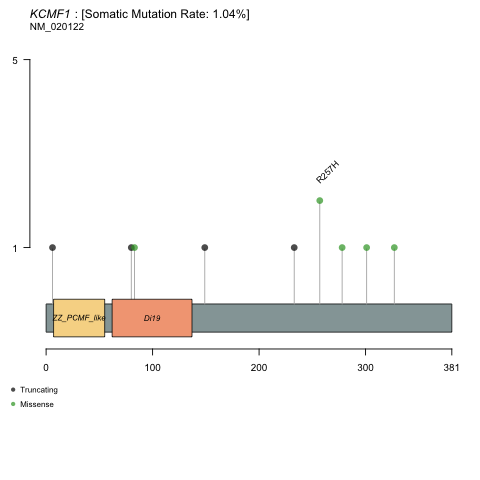 KCMF1 : [Somatic Mutation Rate: 1.04%]
NM_020122
5
R257H
1
ZZ_PCMF_like
Di19
0 100 200 300 381
Truncating
Missense